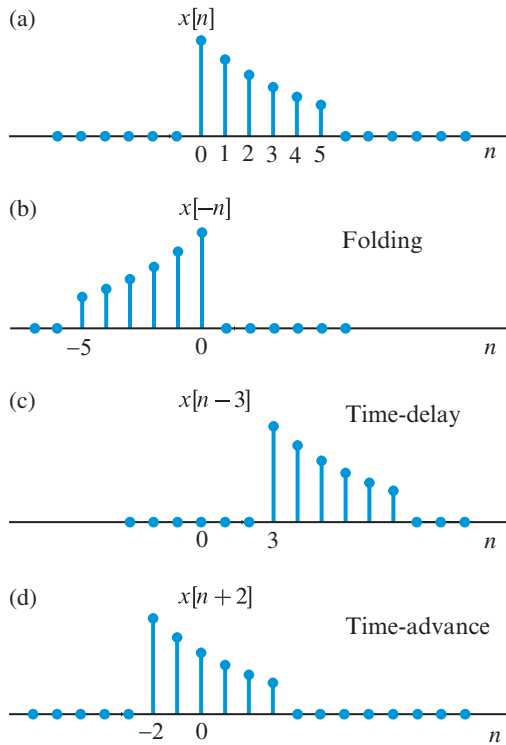 (a)
x[n]
0 1 2 3 4 5 n
(b)
x[−n]
Folding
−5 0 n
(c)
x[n − 3]
Time-delay
0 3 n
(d)
x[n + 2]
Time-advance
−2 0 n